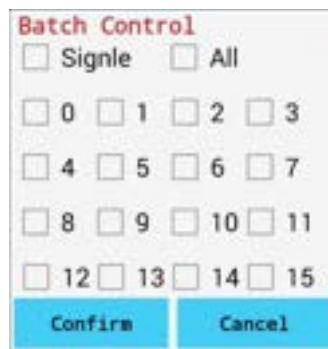 Batch Control
Signle All
0 1 2 3
4 5 6 7
8 9 10 11
12 13 14 15
Confirm Cancel